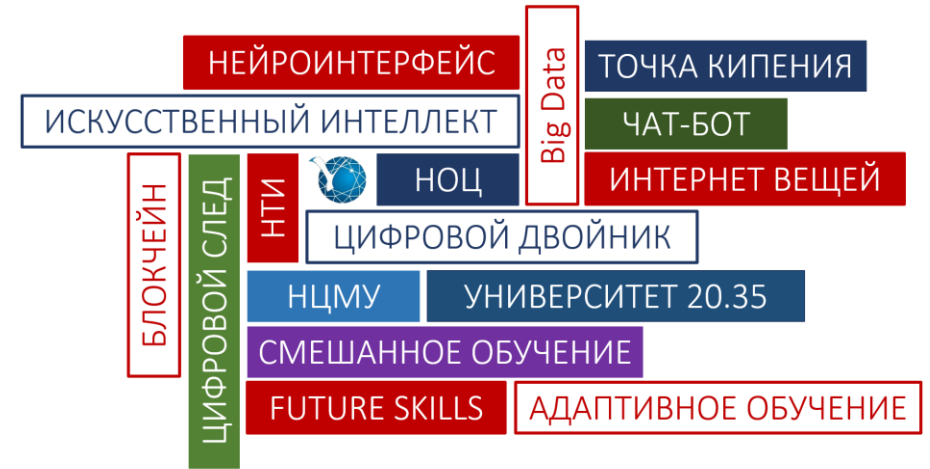 НЕЙРОИНТЕРФЕЙС
Big Data
ТОЧКА КИПЕНИЯ
ИСКУССТВЕННЫЙ ИНТЕЛЛЕКТ
ЧАТ-БОТ
БЛОКЧЕЙН
ЦИФРОВОЙ СЛЕД
НТИ
НОЦ
ИНТЕРНЕТ ВЕЩЕЙ
ЦИФРОВОЙ ДВОЙНИК
НЦМУ
УНИВЕРСИТЕТ 20.35
СМЕШАННОЕ ОБУЧЕНИЕ
FUTURE SKILLS
АДАПТИВНОЕ ОБУЧЕНИЕ